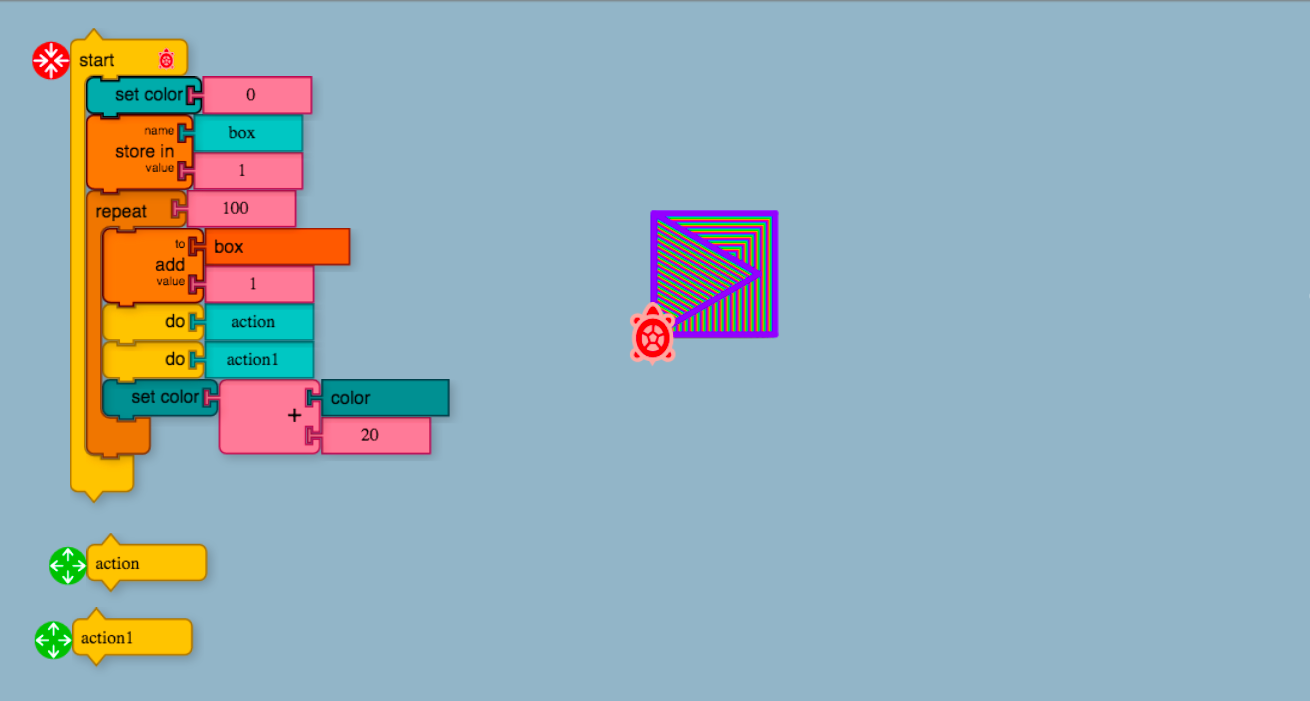 start
set color 0
name box
store in
value 1
repeat 100
to box
add
value 1
do action
do action1
set color + color
20
action
action1